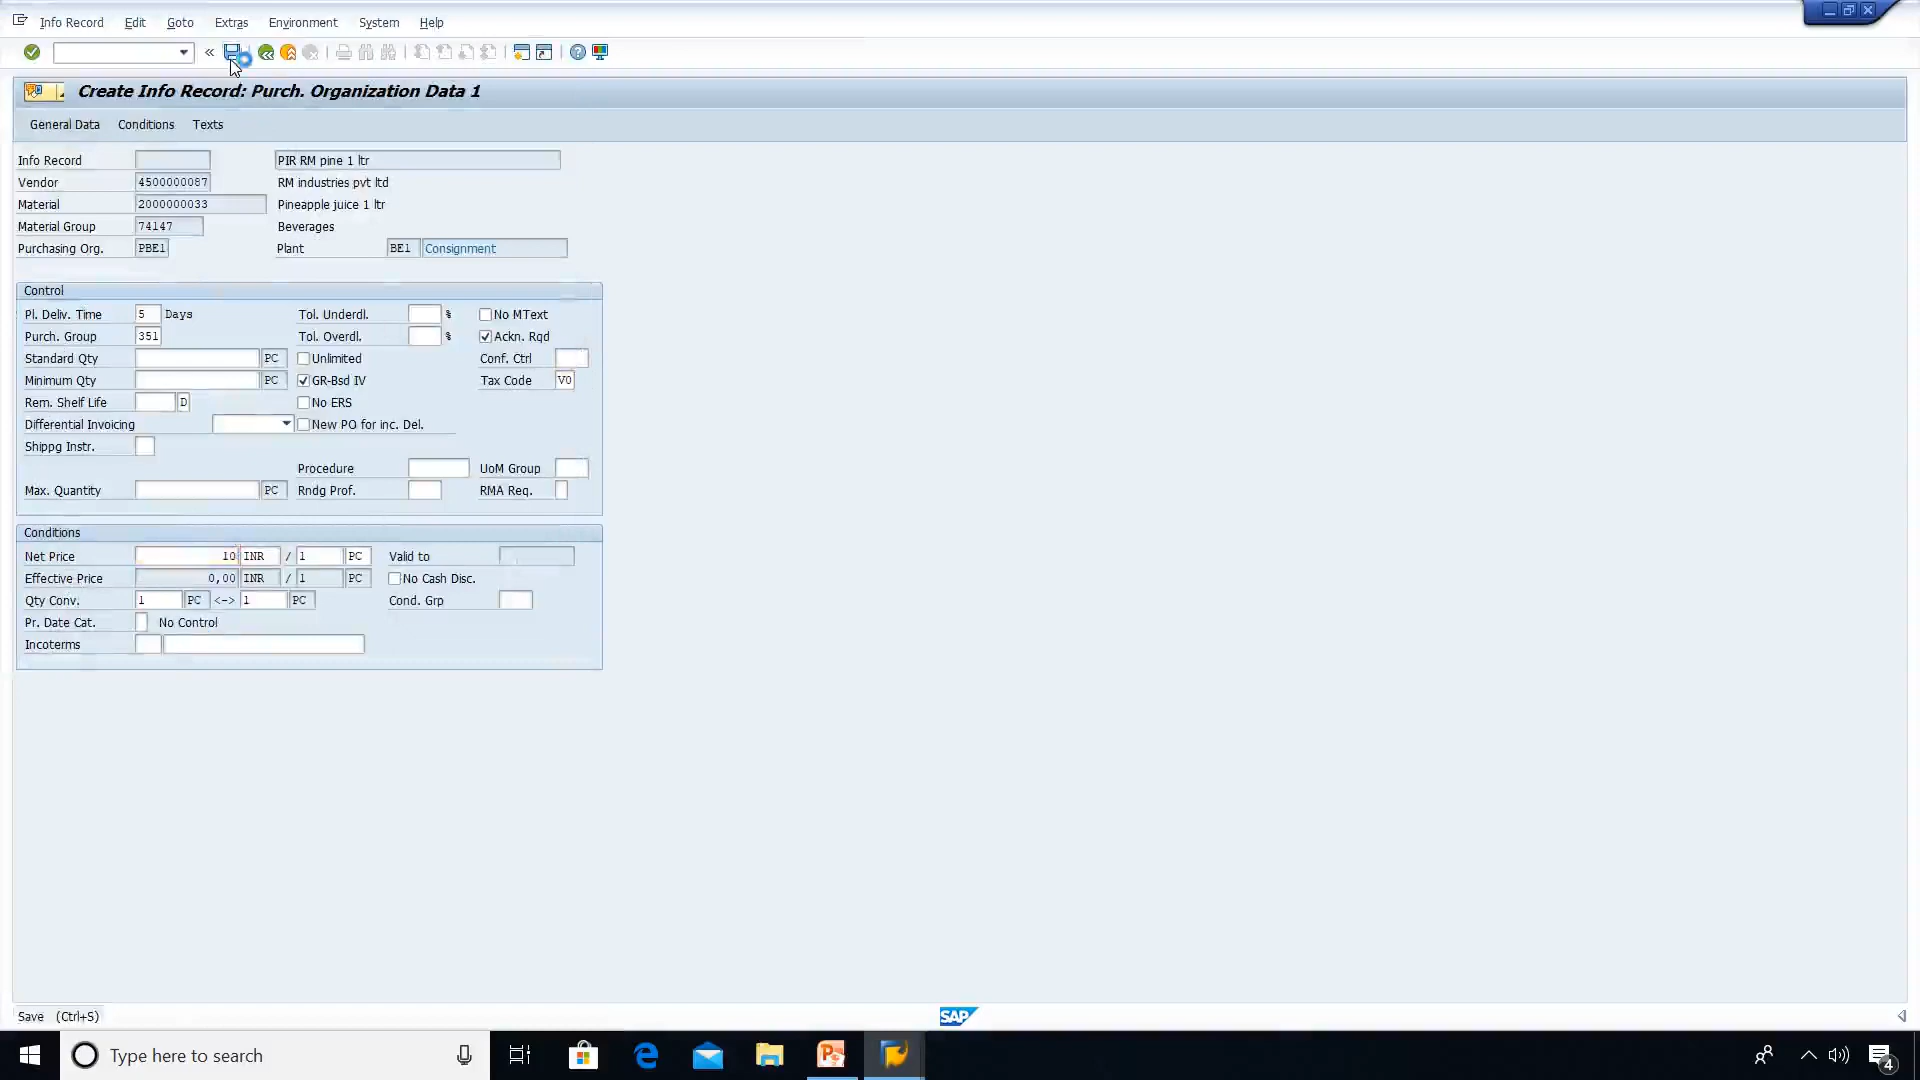 Info Record Edit Goto Extras Environment System Help
Create Info Record: Purch. Organization Data 1
General Data Conditions Texts
Info Record PIR RM pine 1 ltr
Vendor 4500000087 RM industries pvt ltd
Material 2000000033 Pineapple juice 1 ltr
Material Group 74147 Beverages
Purchasing Org. PBE1 Plant BE1 Consignment
Control
Pl. Deliv. Time 5 Days Tol. Underdl. % No MText
Purch. Group 351 Tol. Overdl. % Ackn. Rqd
Standard Qty PC Unlimited Conf. Ctrl
Minimum Qty PC GR-Bsd IV Tax Code V0
Rem. Shelf Life D No ERS
Differential Invoicing New PO for inc. Del.
Shippg Instr.
Procedure UoM Group
Max. Quantity PC Rndg Prof. RMA Req.
Conditions
Net Price 10 INR / 1 PC Valid to
Effective Price 0,00 INR / 1 PC No Cash Disc.
Qty Conv. 1 PC <-> 1 PC Cond. Grp
Pr. Date Cat. No Control
Incoterms
Save (Ctrl+S) SAP
Type here to search 4